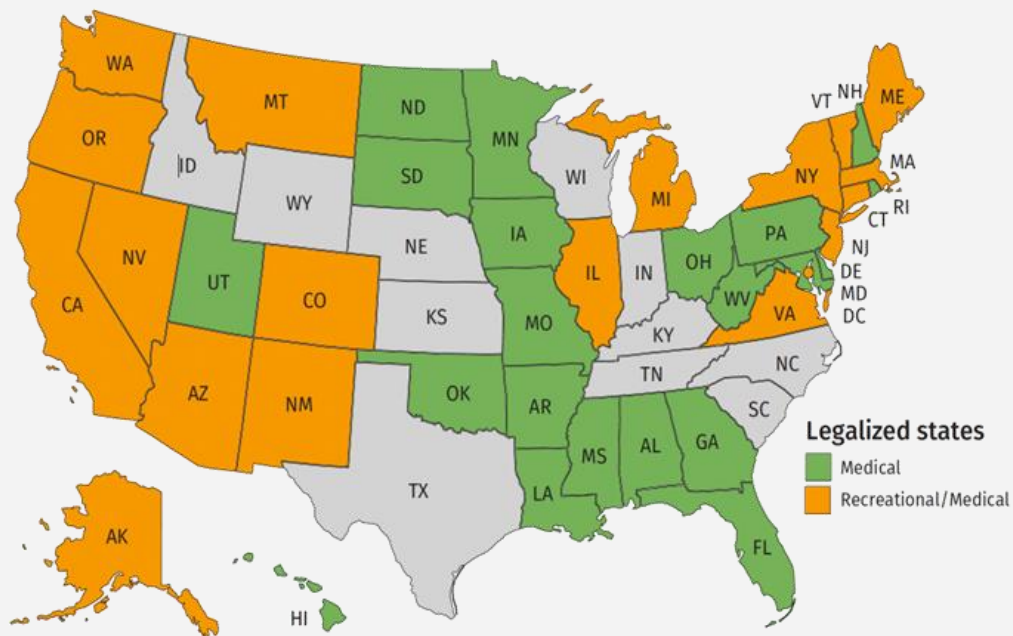 WA
MT
ND
MN
VT
NH
ME
OR
ID
SD
WI
MI
NY
MA
RI
CT
WY
IA
PA
NJ
NE
NV
UT
CO
IL
IN
OH
DE
MD
DC
WV
VA
CA
KS
MO
KY
NC
TN
AZ
NM
OK
AR
SC
MS
AL
GA
TX
LA
FL
Legalized states
Medical
Recreational/Medical
AK
HI